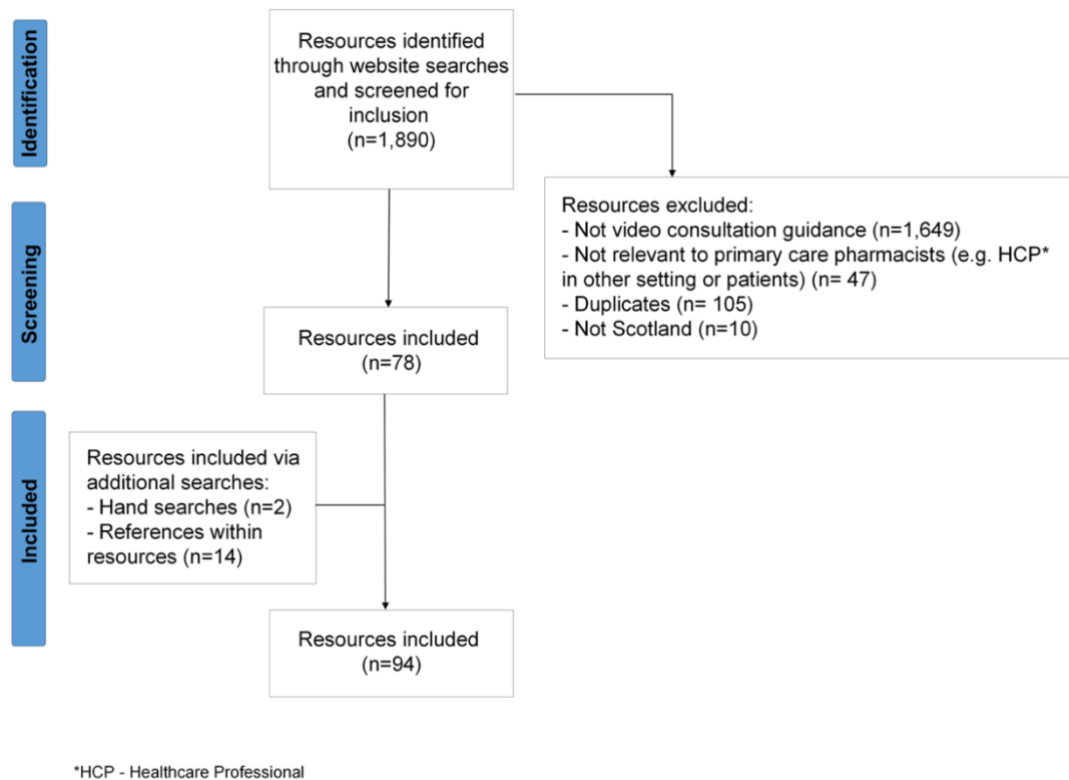 Identification
Resources identified
through website searches
and screened for
inclusion
(n=1,890)
Resources excluded:
- Not video consultation guidance (n=1,649)
- Not relevant to primary care pharmacists (e.g. HCP*
in other setting or patients) (n= 47)
- Duplicates (n= 105)
- Not Scotland (n=10)
Screening
Resources included
(n=78)
Included
Resources included via
additional searches:
- Hand searches (n=2)
- References within
resources (n=14)
Resources included
(n=94)
*HCP - Healthcare Professional